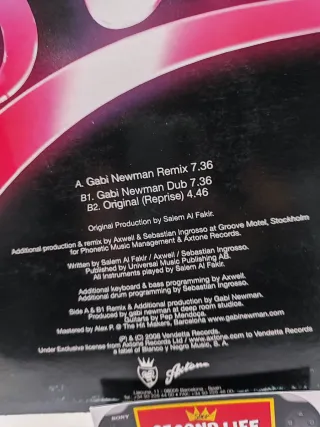 A. Gabi Newman Remix 7.36
B1. Gabi Newman Dub 7.36
B2. Original (Reprise) 4.46
Original Production by Salem Al Fakir.
Additional production & remix by Axwell & Sebastian Ingrosso at Groove Motel, Stockholm
for Phonetic Music Management & Axtone Records.
Written by Salem Al Fakir / Axwell / Sebastian Ingrosso.
Published by Universal Music Publishing AB.
All Instruments played by Salem Al Fakir.
Additional keyboard & bass programming by Axwell.
Additional drum programming by Sebastian Ingrosso.
Side A & B1 Remix & Additional production by Gabi Newman.
Produced by gabi newman at deep room studios.
Guitarts by Pep Mendoza.
Mastered by Alex P. @ The Hit Makers, Barcelona www.gabinewman.com
(P) & (C) 2008 Vendetta Records.
Under Exclusive license from Axtone Records Ltd / www.axtone.com to Vendetta Records
a label of Blanco y Negro Music, S. A.
Axtone
SONY
SECOND LIFE